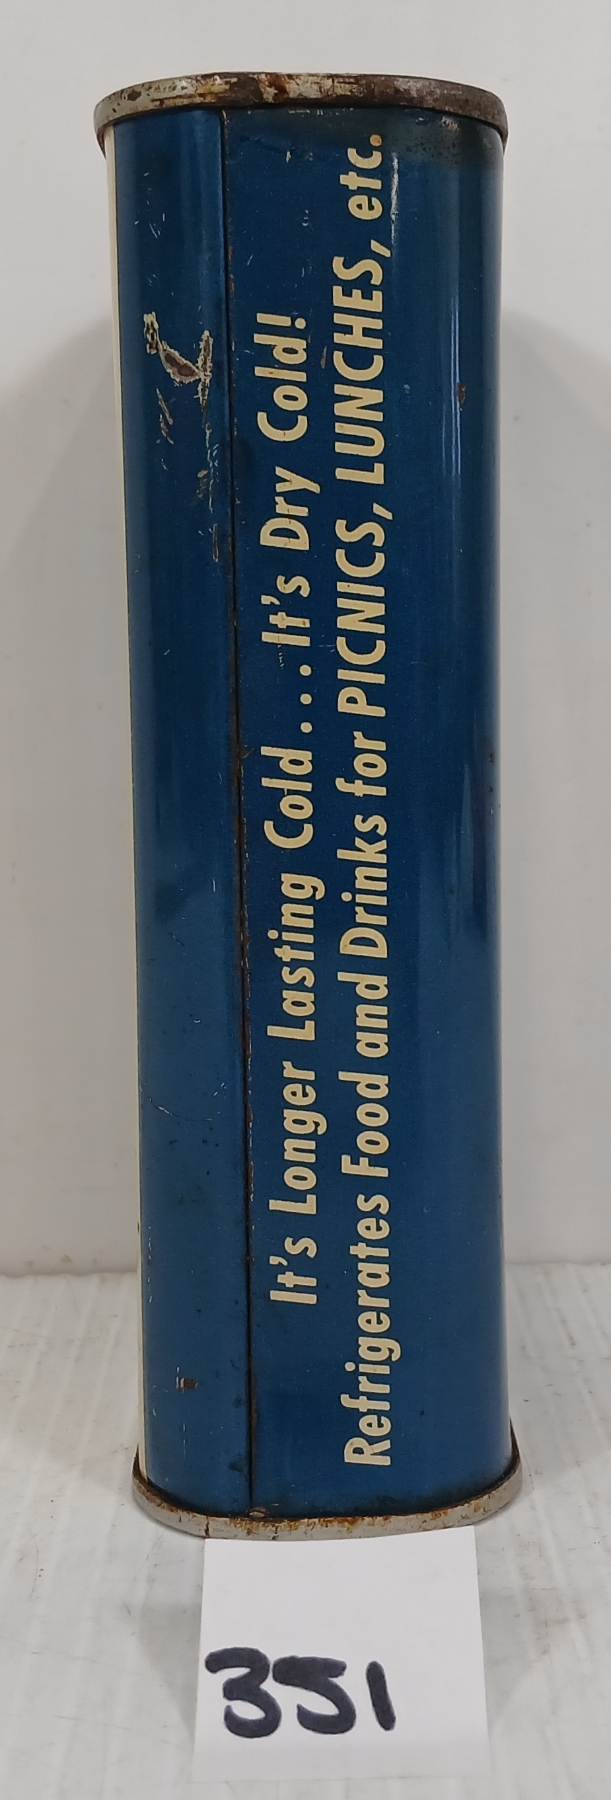 It's Longer Lasting Cold...It's Dry Cold!
Refrigerates Food and Drinks for PICNICS, LUNCHES, etc.
351